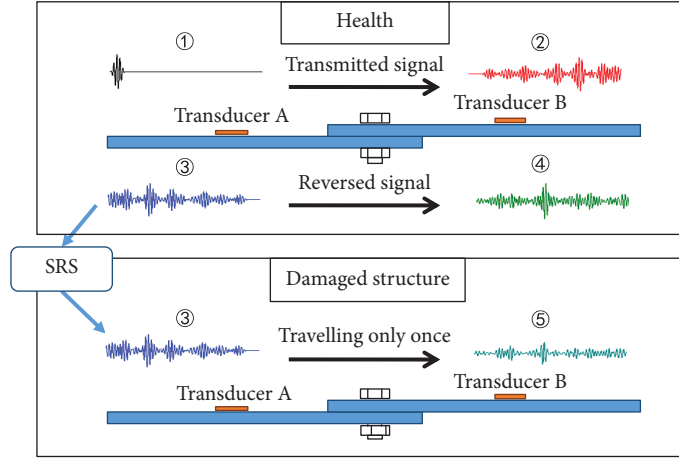 Health
①
②
Transmitted signal
Transducer A
Transducer B
③
④
Reversed signal
SRS
Damaged structure
③
⑤
Travelling only once
Transducer A
Transducer B